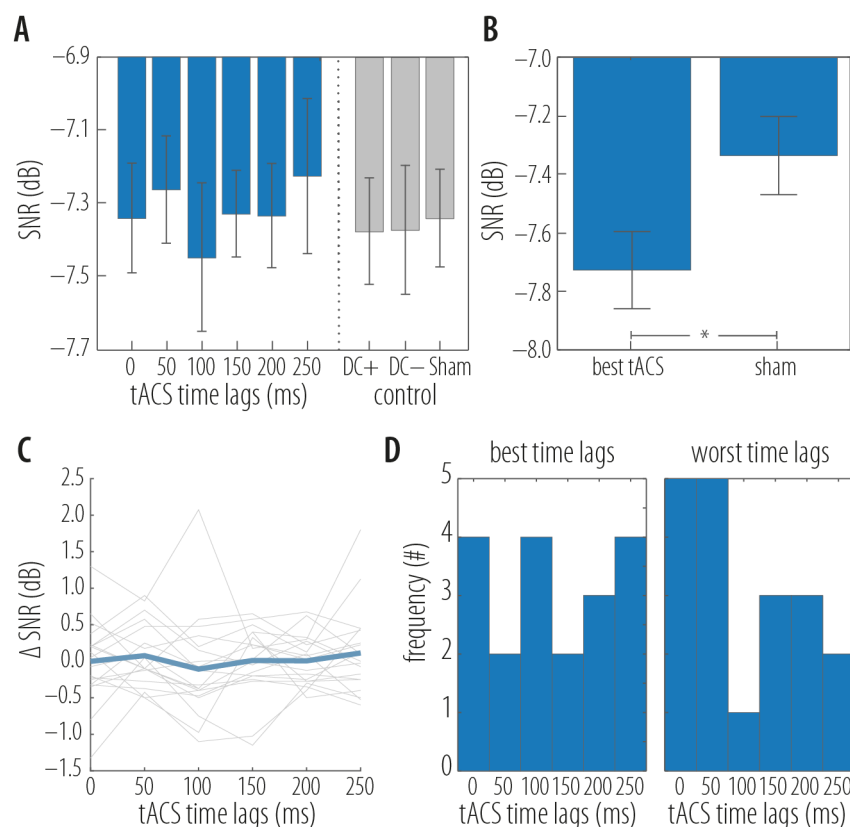 A
SNR (dB)
−6.9
−7.1
−7.3
−7.5
−7.7
0 50 100 150 200 250
tACS time lags (ms)
DC+ DC− Sham
control
B
SNR (dB)
−7.0
−7.2
−7.4
−7.6
−7.8
−8.0
*
best tACS sham
C
Δ SNR (dB)
2.5
2.0
1.5
1.0
0.5
0.0
−0.5
−1.0
−1.5
0 50 100 150 200 250
tACS time lags (ms)
D
best time lags
worst time lags
frequency (#)
5
4
3
2
1
0
0 50 100 150 200 250
tACS time lags (ms)
0 50 100 150 200 250
tACS time lags (ms)